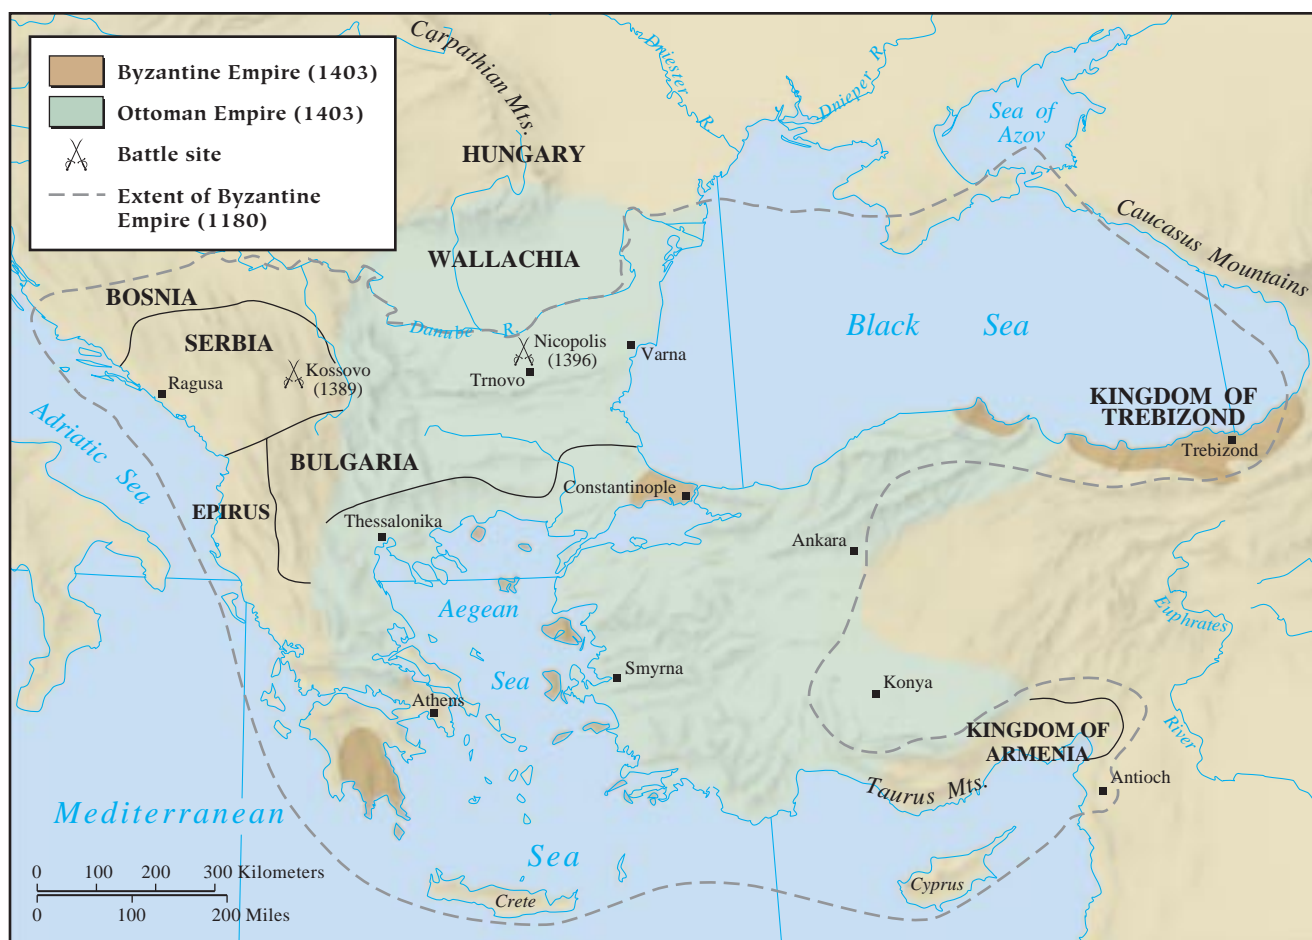 Byzantine Empire (1403)
Ottoman Empire (1403)
Battle site
Extent of Byzantine
Empire (1180)
Carpathian Mts.
Dniester R.
Dnieper R.
Sea of
Azov
HUNGARY
Caucasus Mountains
WALLACHIA
BOSNIA
Danube R.
Black Sea
SERBIA
Nicopolis
(1396)
Varna
Kossovo
(1389)
Trnovo
Ragusa
KINGDOM OF
TREBIZOND
Trebizond
Adriatic Sea
BULGARIA
Constantinople
EPIRUS
Thessalonika
Ankara
Aegean
Sea
Euphrates
River
Smyrna
Konya
Athens
KINGDOM OF
ARMENIA
Taurus Mts.
Antioch
Mediterranean
Sea
Cyprus
Crete
0 100 200 300 Kilometers
0 100 200 Miles